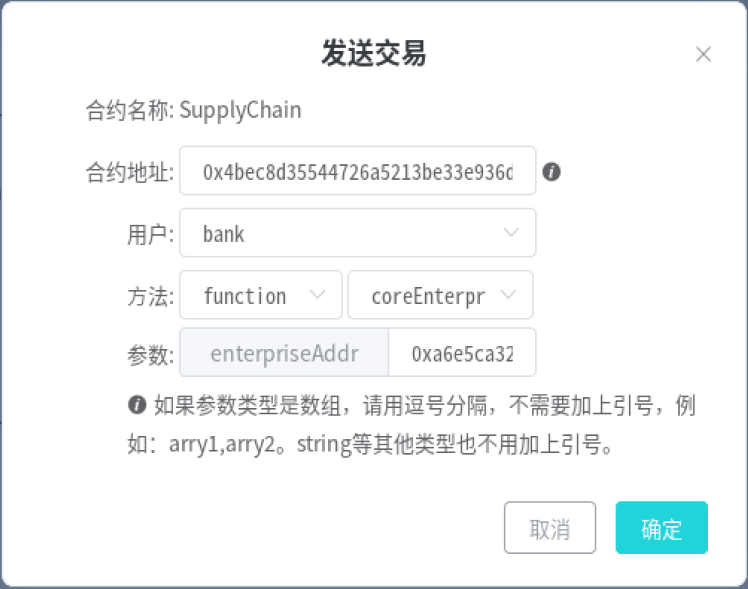 发送交易
合约名称: SupplyChain
合约地址: 0x4bec8d35544726a5213be33e936d
用户: bank
方法: function coreEnterpr
参数: enterpriseAddr 0xa6e5ca32
如果参数类型是数组，请用逗号分隔，不需要加上引号，例
如：arry1,arry2。string等其他类型也不用加上引号。
取消 确定